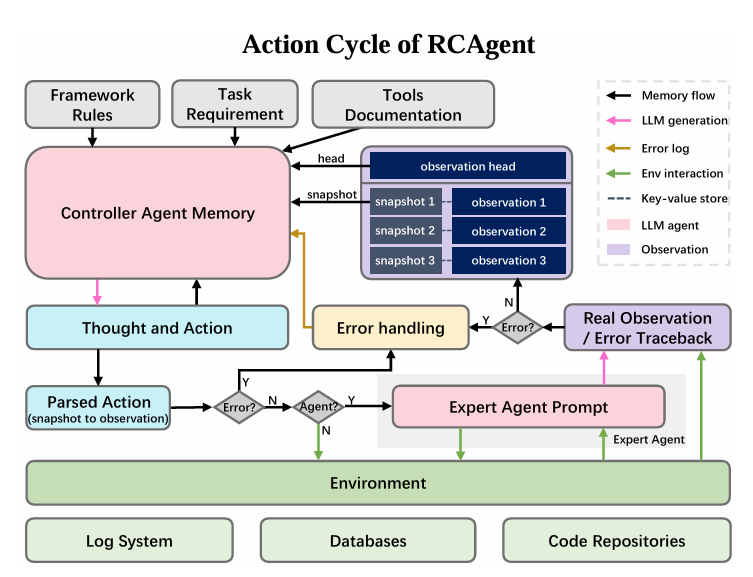 Action Cycle of RCAgent
Framework
Rules
Task
Requirement
Tools
Documentation
Memory flow
LLM generation
Error log
Env interaction
Key-value store
LLM agent
Observation
head
observation head
snapshot
snapshot 1
observation 1
snapshot 2
observation 2
snapshot 3
observation 3
Controller Agent Memory
N
Thought and Action
Error handling
Y
Error?
Real Observation
/ Error Traceback
Y
Parsed Action
(snapshot to observation)
Error?
N
Agent?
Y
N
Expert Agent Prompt
Expert Agent
Environment
Log System
Databases
Code Repositories